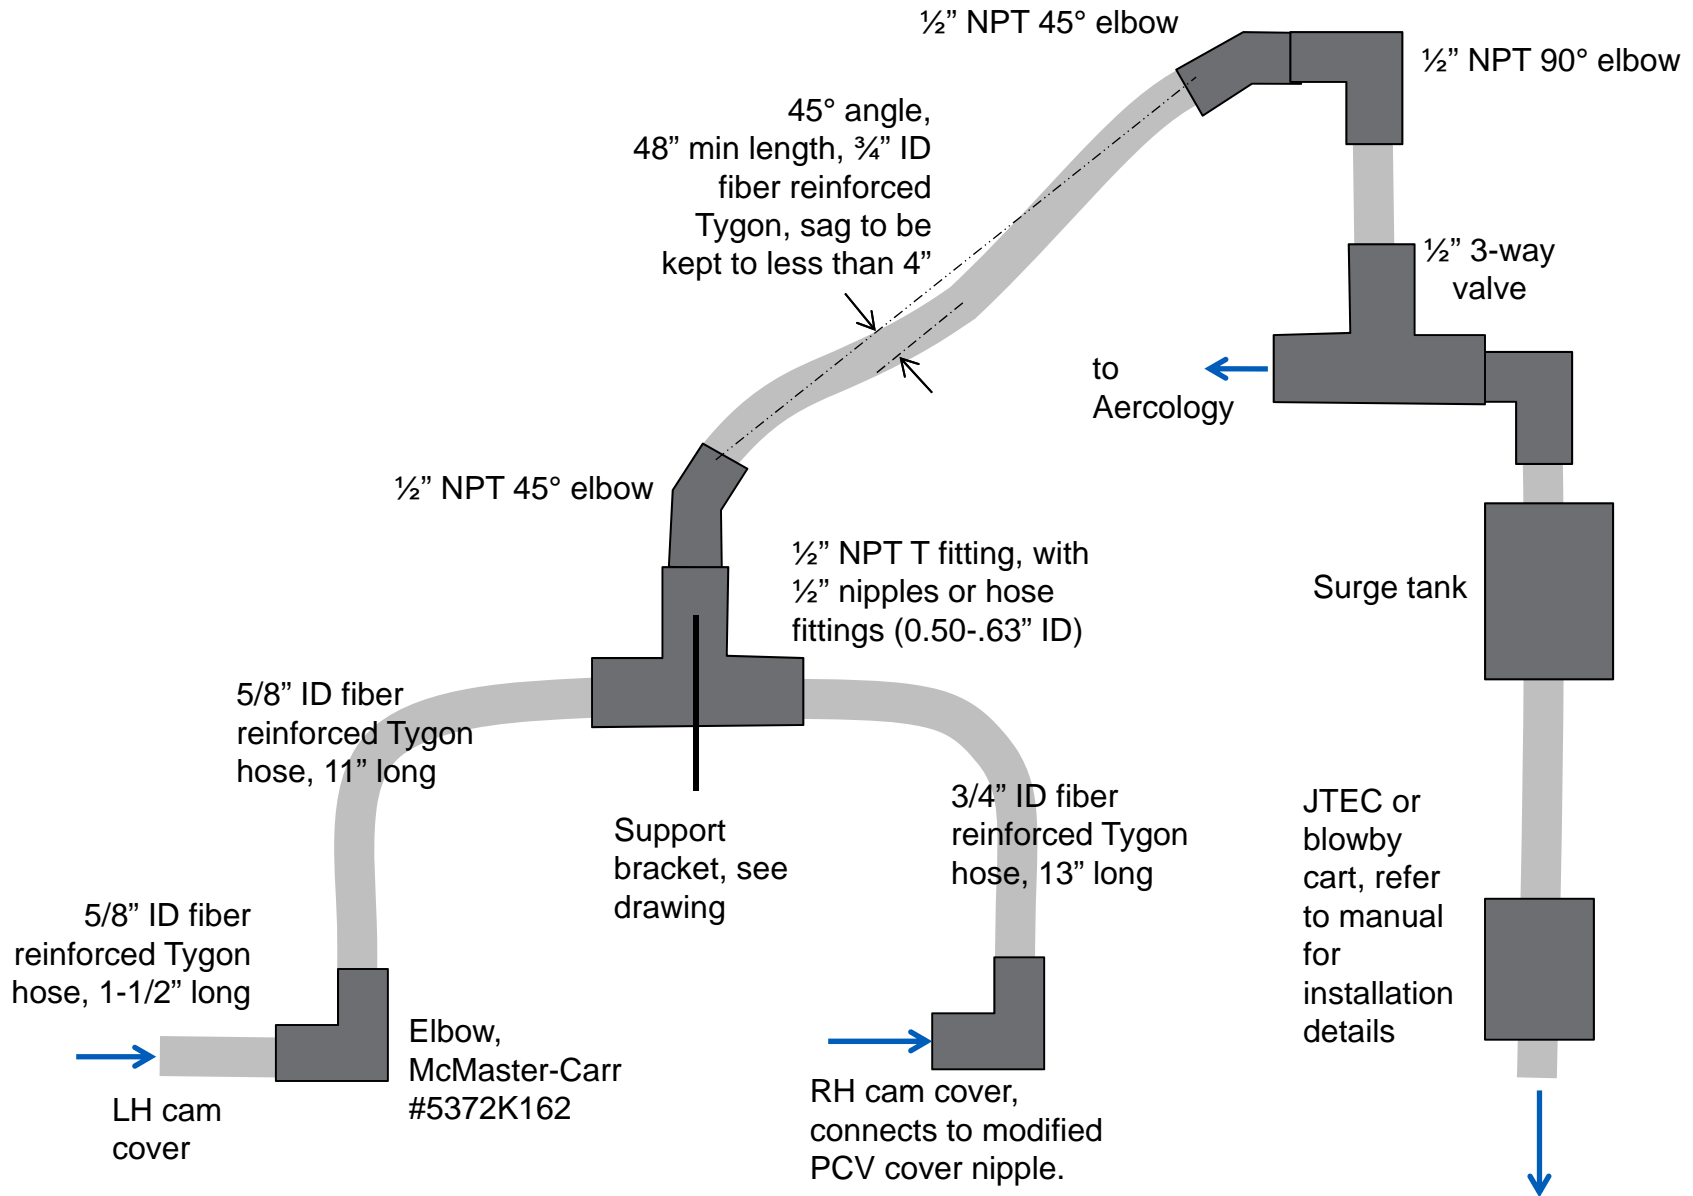 ½” NPT 45° elbow
½” NPT 90° elbow
45° angle,
48” min length, ¾” ID
fiber reinforced
Tygon, sag to be
kept to less than 4”
½” 3-way
valve
to
Aercology
½” NPT 45° elbow
½” NPT T fitting, with
½” nipples or hose
fittings (0.50-.63” ID)
Surge tank
5/8” ID fiber
reinforced Tygon
hose, 11” long
3/4” ID fiber
reinforced Tygon
hose, 13” long
JTEC or
blowby
cart, refer
to manual
for
installation
details
Support
bracket, see
drawing
5/8” ID fiber
reinforced Tygon
hose, 1-1/2” long
Elbow,
McMaster-Carr
#5372K162
LH cam
cover
RH cam cover,
connects to modified
PCV cover nipple.